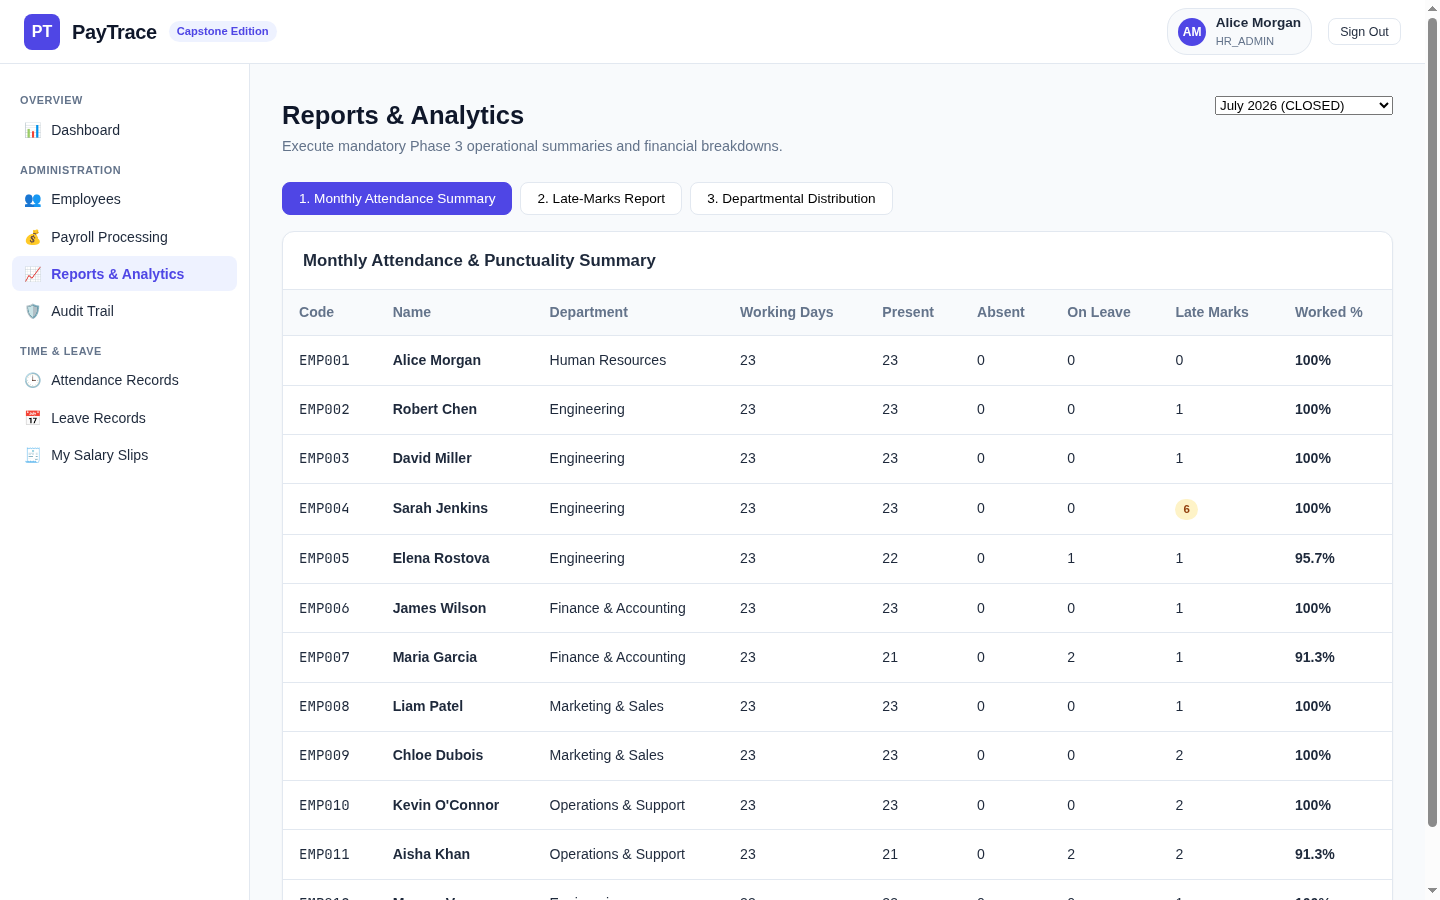 PT PayTrace Capstone Edition
AM Alice Morgan
HR_ADMIN
Sign Out
OVERVIEW
Dashboard
ADMINISTRATION
Employees
Payroll Processing
Reports & Analytics
Audit Trail
TIME & LEAVE
Attendance Records
Leave Records
My Salary Slips
Reports & Analytics
July 2026 (CLOSED)
Execute mandatory Phase 3 operational summaries and financial breakdowns.
1. Monthly Attendance Summary 2. Late-Marks Report 3. Departmental Distribution
Monthly Attendance & Punctuality Summary
Code Name Department Working Days Present Absent On Leave Late Marks Worked %
EMP001 Alice Morgan Human Resources 23 23 0 0 0 100%
EMP002 Robert Chen Engineering 23 23 0 0 1 100%
EMP003 David Miller Engineering 23 23 0 0 1 100%
EMP004 Sarah Jenkins Engineering 23 23 0 0 6 100%
EMP005 Elena Rostova Engineering 23 22 0 1 1 95.7%
EMP006 James Wilson Finance & Accounting 23 23 0 0 1 100%
EMP007 Maria Garcia Finance & Accounting 23 21 0 2 1 91.3%
EMP008 Liam Patel Marketing & Sales 23 23 0 0 1 100%
EMP009 Chloe Dubois Marketing & Sales 23 23 0 0 2 100%
EMP010 Kevin O'Connor Operations & Support 23 23 0 0 2 100%
EMP011 Aisha Khan Operations & Support 23 21 0 2 2 91.3%